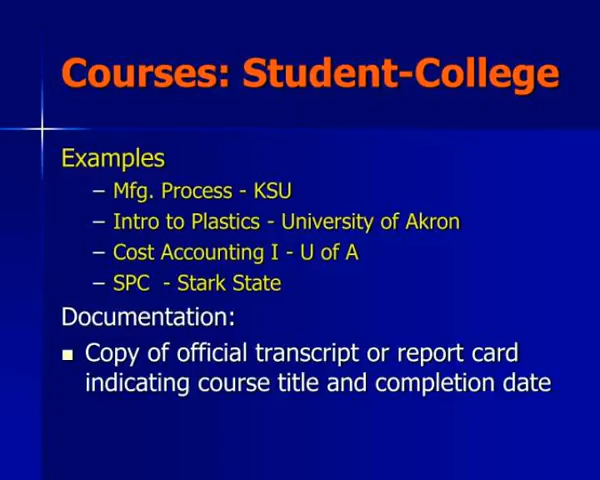 Courses: Student-College
Examples
– Mfg. Process - KSU
– Intro to Plastics - University of Akron
– Cost Accounting I - U of A
– SPC - Stark State
Documentation:
■ Copy of official transcript or report card
indicating course title and completion date